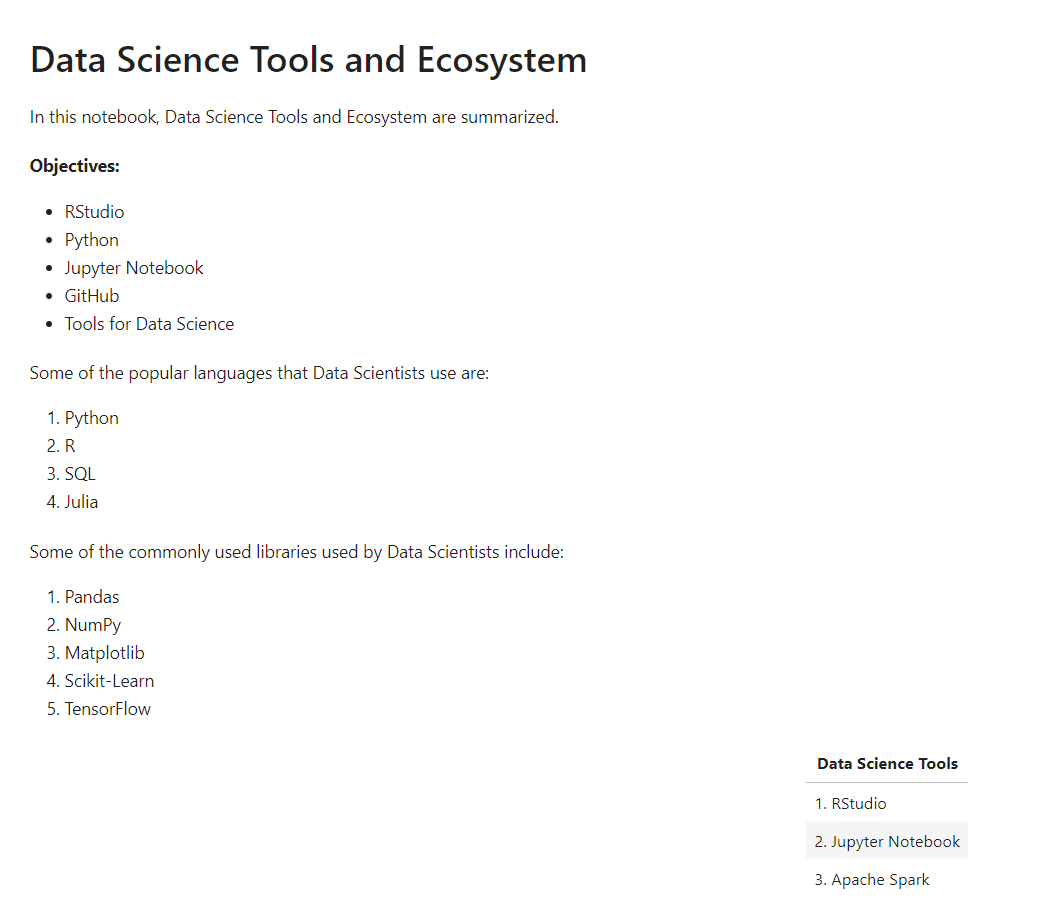 Data Science Tools and Ecosystem
In this notebook, Data Science Tools and Ecosystem are summarized.
Objectives:
• RStudio
• Python
• Jupyter Notebook
• GitHub
• Tools for Data Science
Some of the popular languages that Data Scientists use are:
1. Python
2. R
3. SQL
4. Julia
Some of the commonly used libraries used by Data Scientists include:
1. Pandas
2. NumPy
3. Matplotlib
4. Scikit-Learn
5. TensorFlow
Data Science Tools
1. RStudio
2. Jupyter Notebook
3. Apache Spark